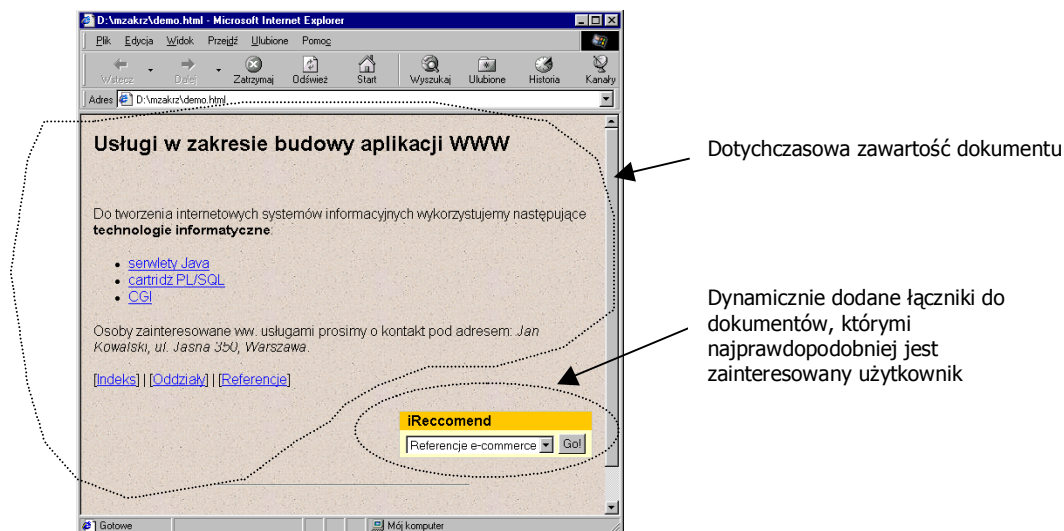 D:\mzakrz\demo.html - Microsoft Internet Explorer
Plik Edycja Widok Przejdź Ulubione Pomoc
Wstecz Dalej Zatrzymaj Odśwież Start Wyszukaj Ulubione Historia Kanały
Adres D:\mzakrz\demo.html
Usługi w zakresie budowy aplikacji WWW
Dotychczasowa zawartość dokumentu
Do tworzenia internetowych systemów informacyjnych wykorzystujemy następujące
technologie informatyczne:
• serwlety Java
• cartridż PL/SQL
• CGI
Osoby zainteresowane ww. usługami prosimy o kontakt pod adresem: Jan
Kowalski, ul. Jasna 350, Warszawa.
[Indeks] | [Oddziały] | [Referencje]
Dynamicznie dodane łączniki do
dokumentów, którymi
najprawdopodobniej jest
zainteresowany użytkownik
iReccomend
Referencje e-commerce Go!
Gotowe Mój komputer